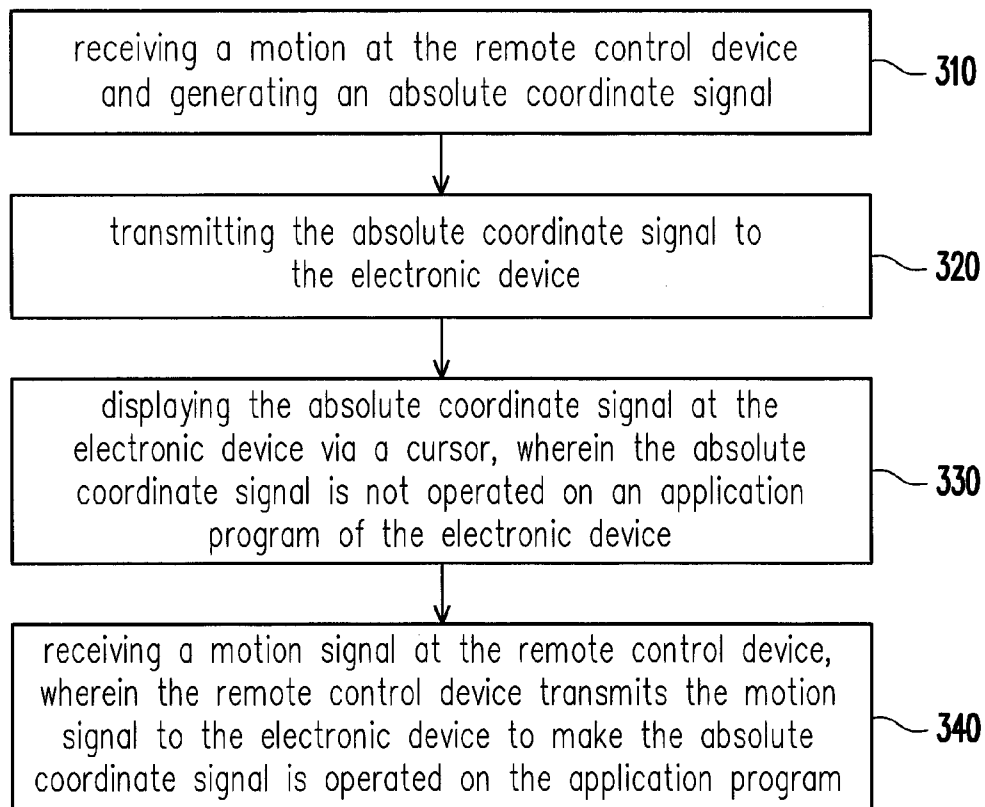 receiving a motion at the remote control device
and generating an absolute coordinate signal
310
transmitting the absolute coordinate signal to
the electronic device
320
displaying the absolute coordinate signal at the
electronic device via a cursor, wherein the absolute
coordinate signal is not operated on an application
program of the electronic device
330
receiving a motion signal at the remote control device,
wherein the remote control device transmits the motion
signal to the electronic device to make the absolute
coordinate signal is operated on the application program
340